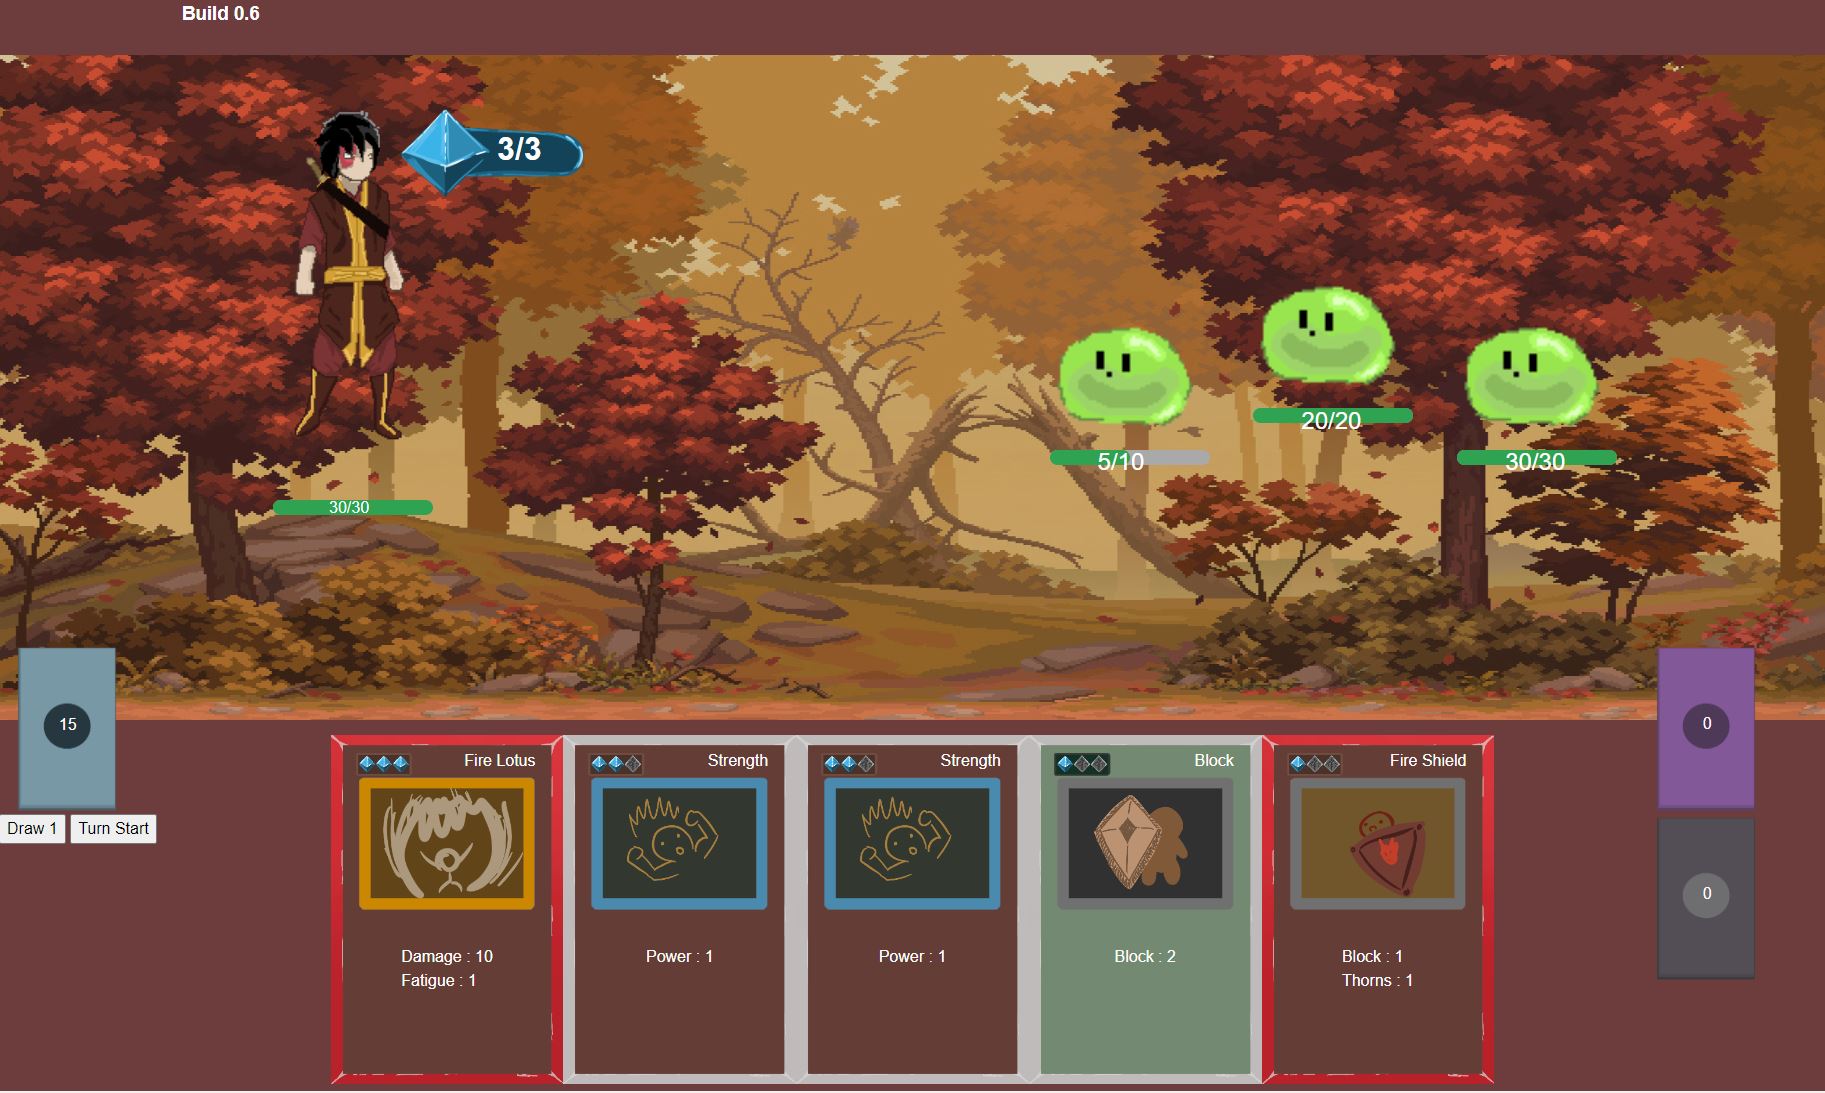 Build 0.6
3/3
20/20
5/10
30/30
30/30
15
0
Draw 1
Turn Start
0
Fire Lotus
Damage : 10
Fatigue : 1
Strength
Power : 1
Strength
Power : 1
Block
Block : 2
Fire Shield
Block : 1
Thorns : 1